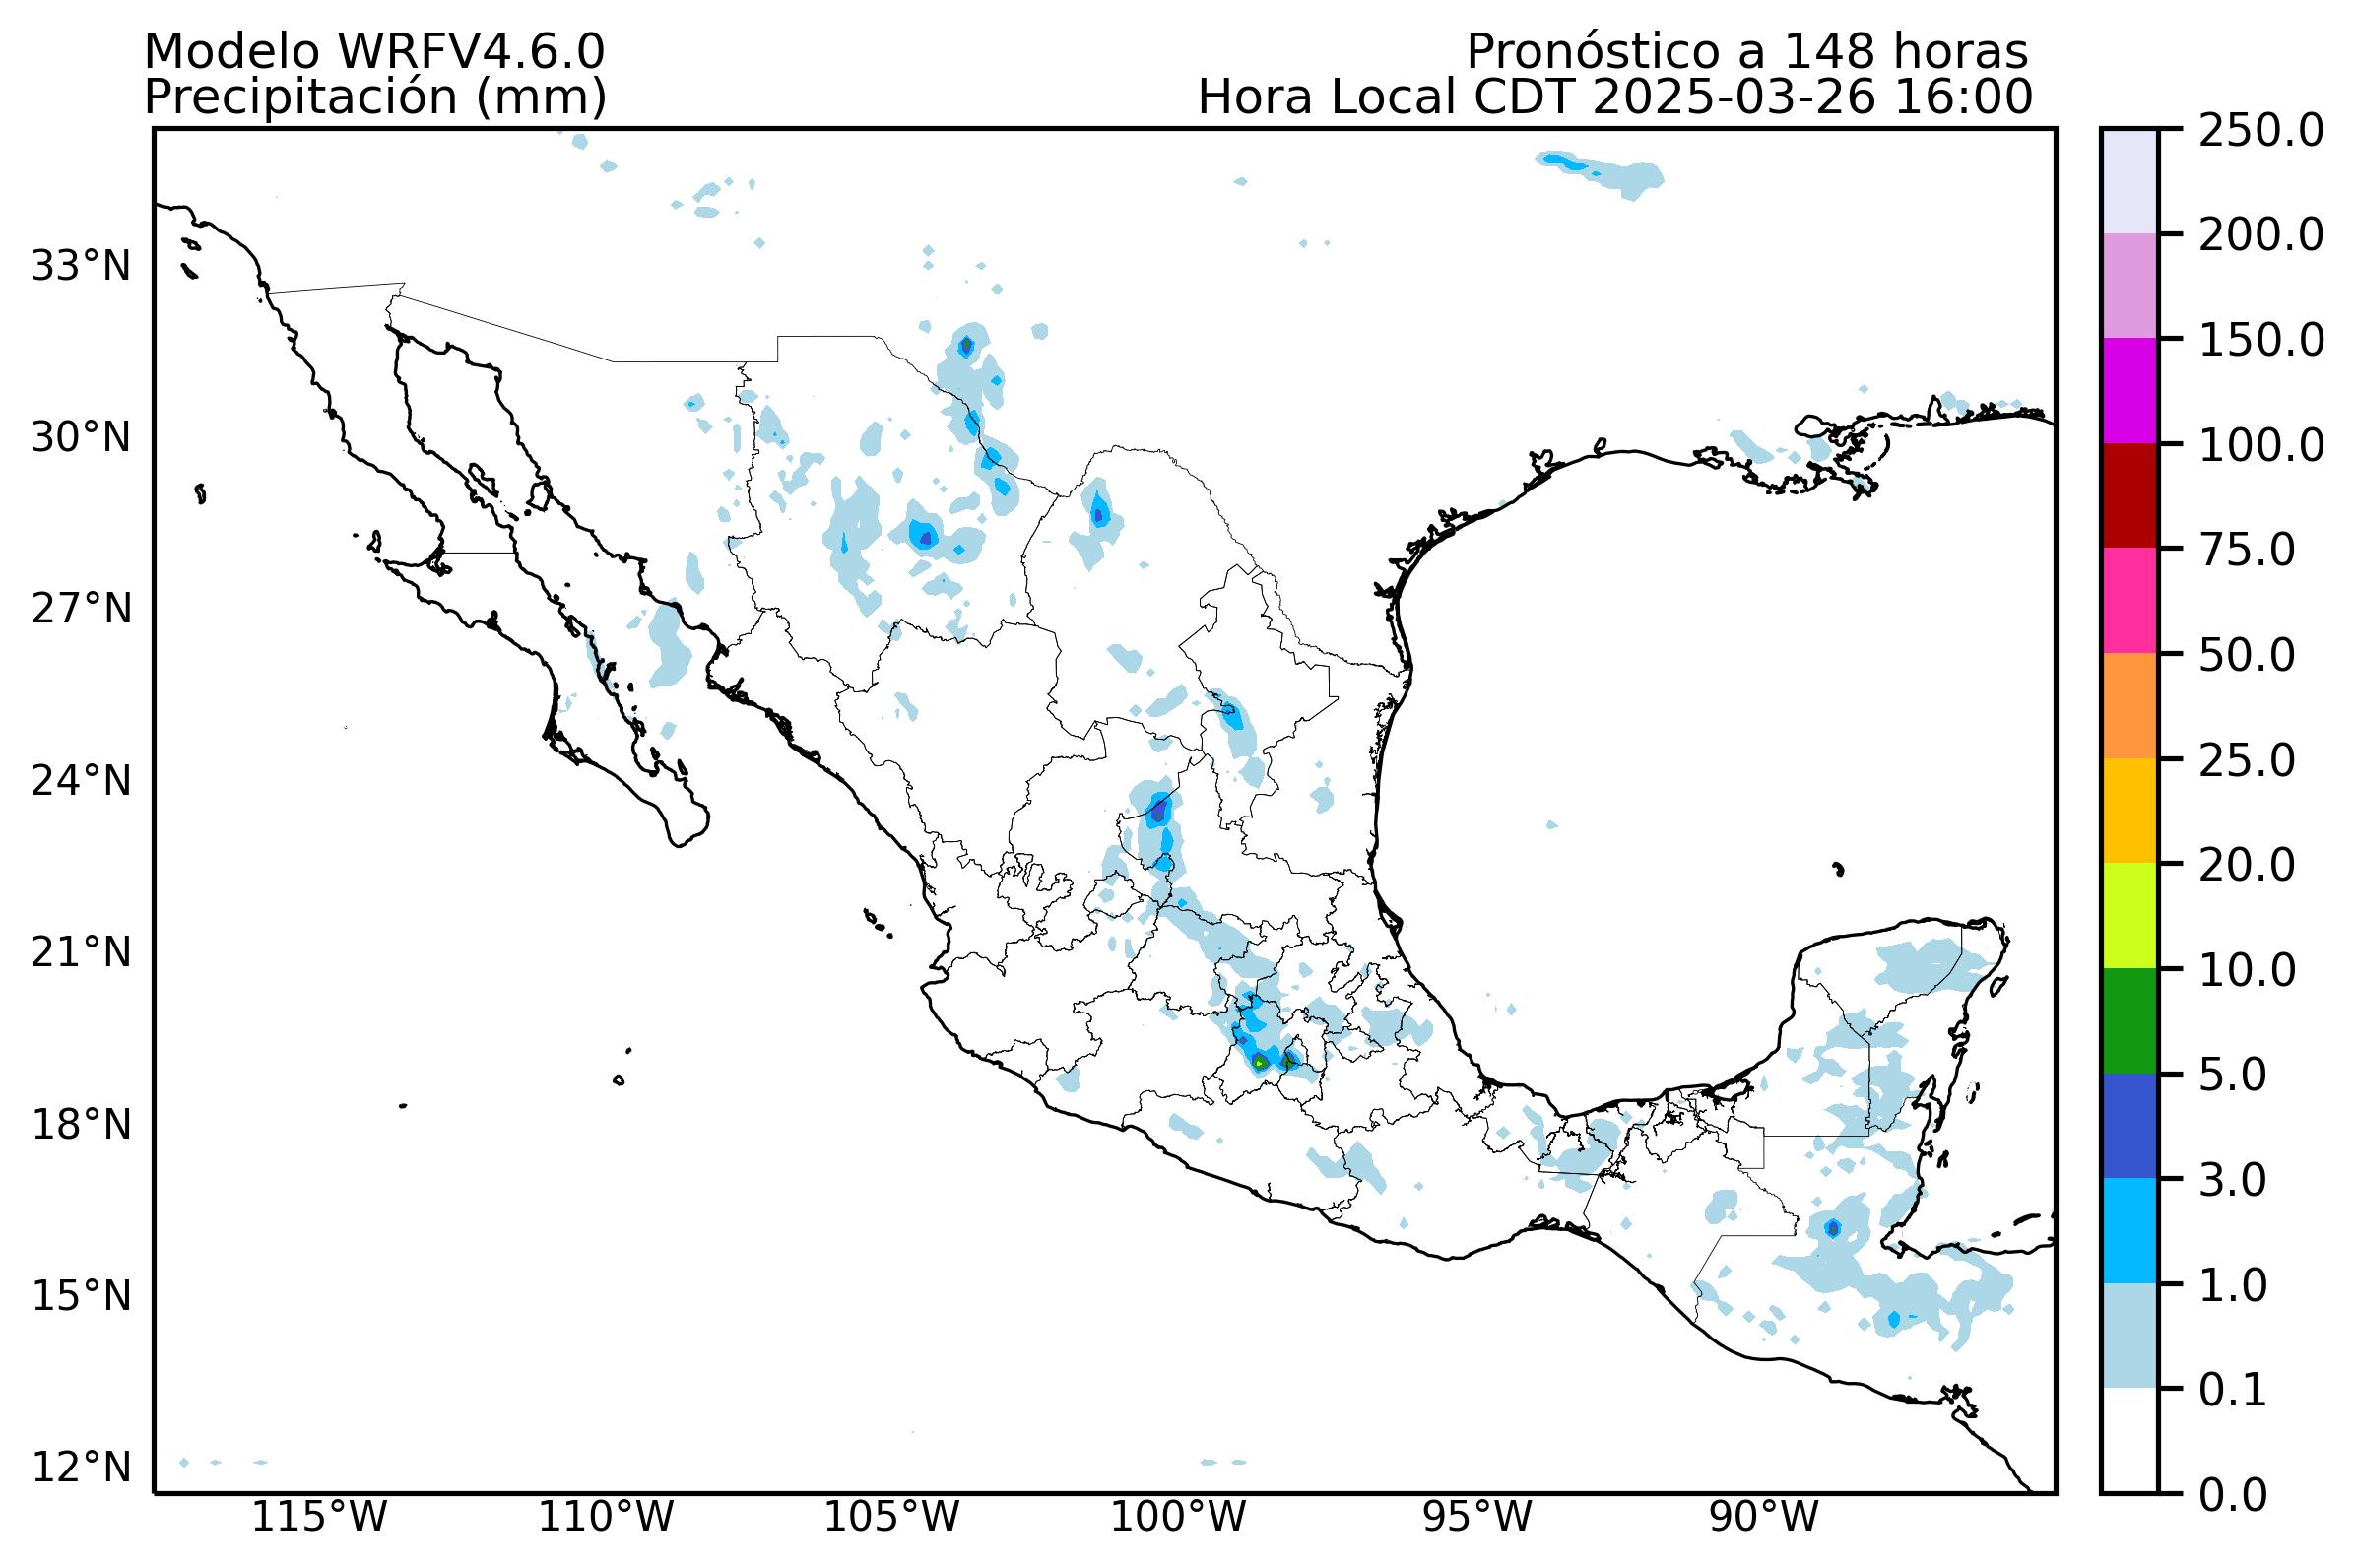 Modelo WRFV4.6.0
Precipitación (mm)
Pronóstico a 148 horas
Hora Local CDT 2025-03-26 16:00
33°N
30°N
27°N
24°N
21°N
18°N
15°N
12°N
115°W
110°W
105°W
100°W
95°W
90°W
250.0
200.0
150.0
100.0
75.0
50.0
25.0
20.0
10.0
5.0
3.0
1.0
0.1
0.0